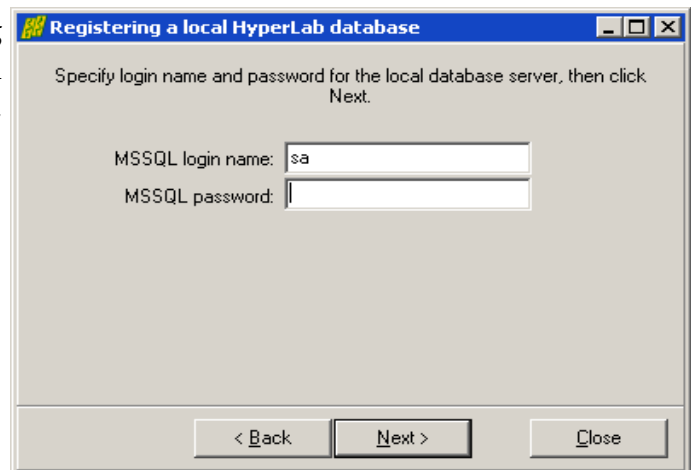 Registering a local HyperLab database
Specify login name and password for the local database server, then click
Next.
MSSQL login name: sa
MSSQL password:
< Back
Next >
Close